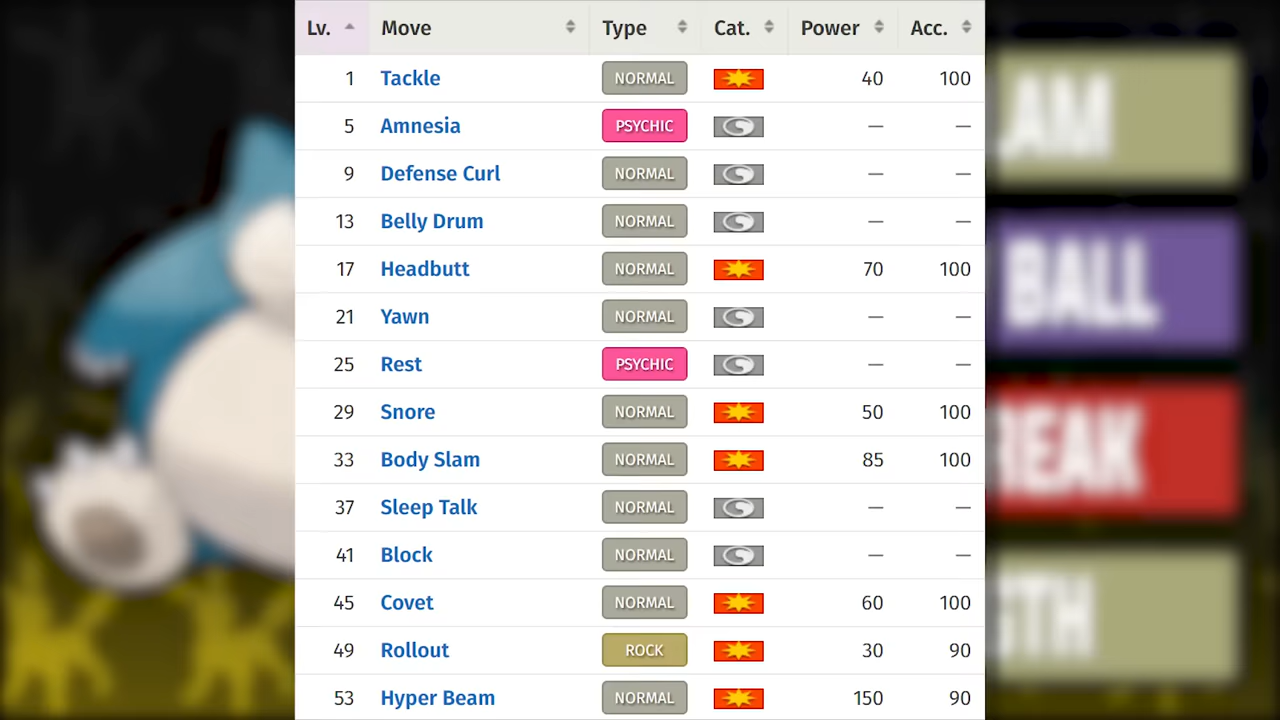 Lv. Move Type Cat. Power Acc.
1 Tackle NORMAL 40 100
5 Amnesia PSYCHIC — —
9 Defense Curl NORMAL — —
13 Belly Drum NORMAL — —
17 Headbutt NORMAL 70 100
21 Yawn NORMAL — —
25 Rest PSYCHIC — —
29 Snore NORMAL 50 100
33 Body Slam NORMAL 85 100
37 Sleep Talk NORMAL — —
41 Block NORMAL — —
45 Covet NORMAL 60 100
49 Rollout ROCK 30 90
53 Hyper Beam NORMAL 150 90
BALL